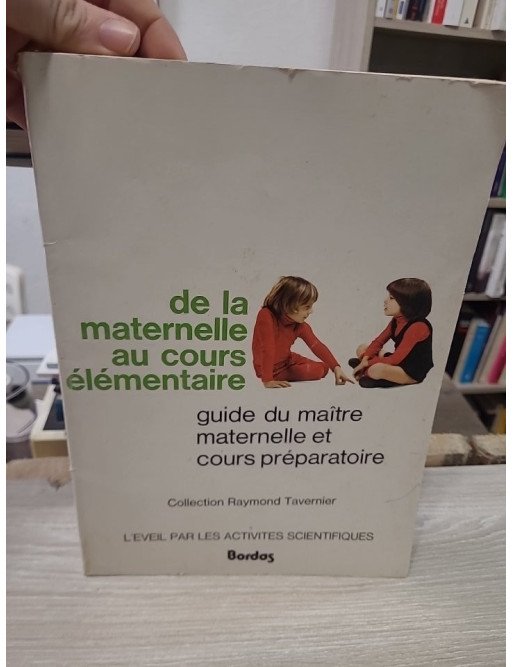 de la
maternelle
au cours
élémentaire
guide du maître
maternelle et
cours préparatoire
Collection Raymond Tavernier
L'EVEIL PAR LES ACTIVITES SCIENTIFIQUES
Bordas